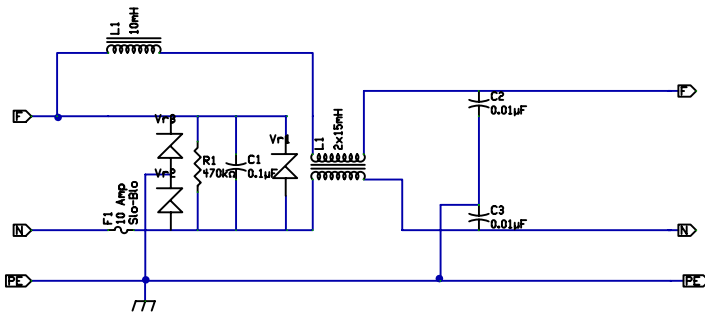 L1
10mH
F
Vr3
Vr2
R1
470kΩ
C1
0.1µF
Vr1
L1
2x15mH
C2
0.01µF
F
F1
10 Amp
Slo-Blo
N
C3
0.01µF
N
PE
PE